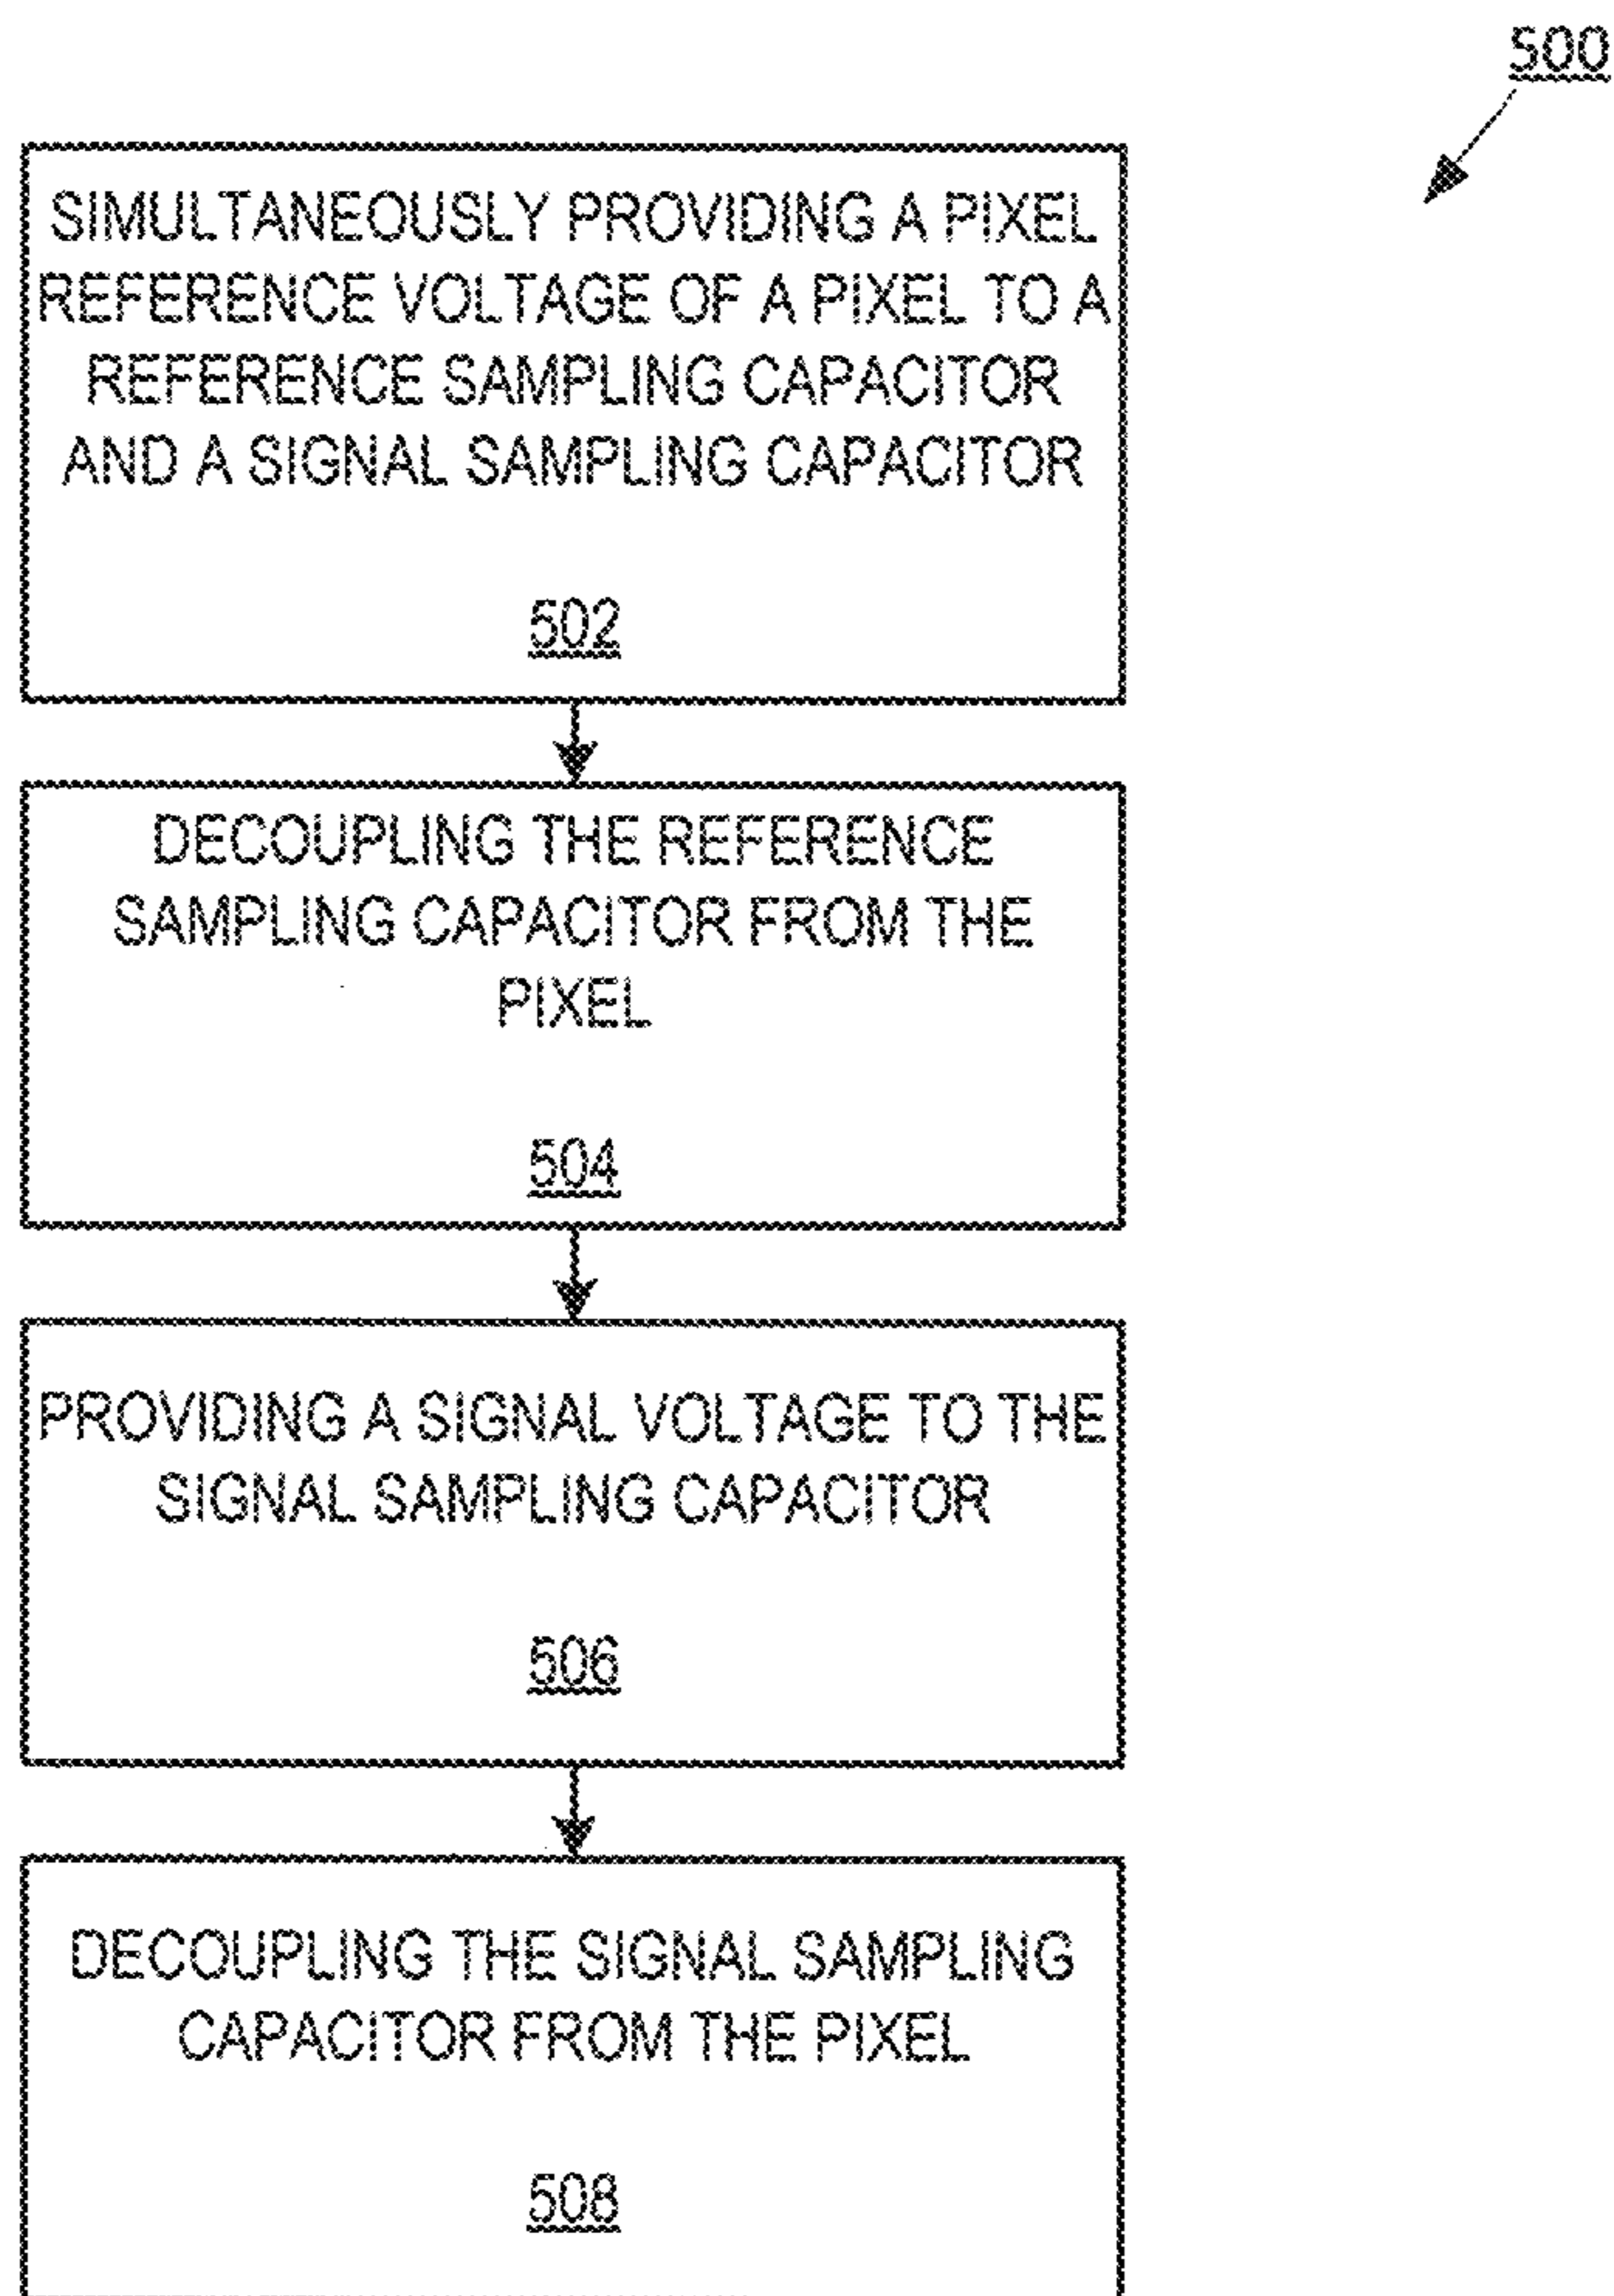 500
SIMULTANEOUSLY PROVIDING A PIXEL
REFERENCE VOLTAGE OF A PIXEL TO A
REFERENCE SAMPLING CAPACITOR
AND A SIGNAL SAMPLING CAPACITOR
502
DECOUPLING THE REFERENCE
SAMPLING CAPACITOR FROM THE
PIXEL
504
PROVIDING A SIGNAL VOLTAGE TO THE
SIGNAL SAMPLING CAPACITOR
506
DECOUPLING THE SIGNAL SAMPLING
CAPACITOR FROM THE PIXEL
508